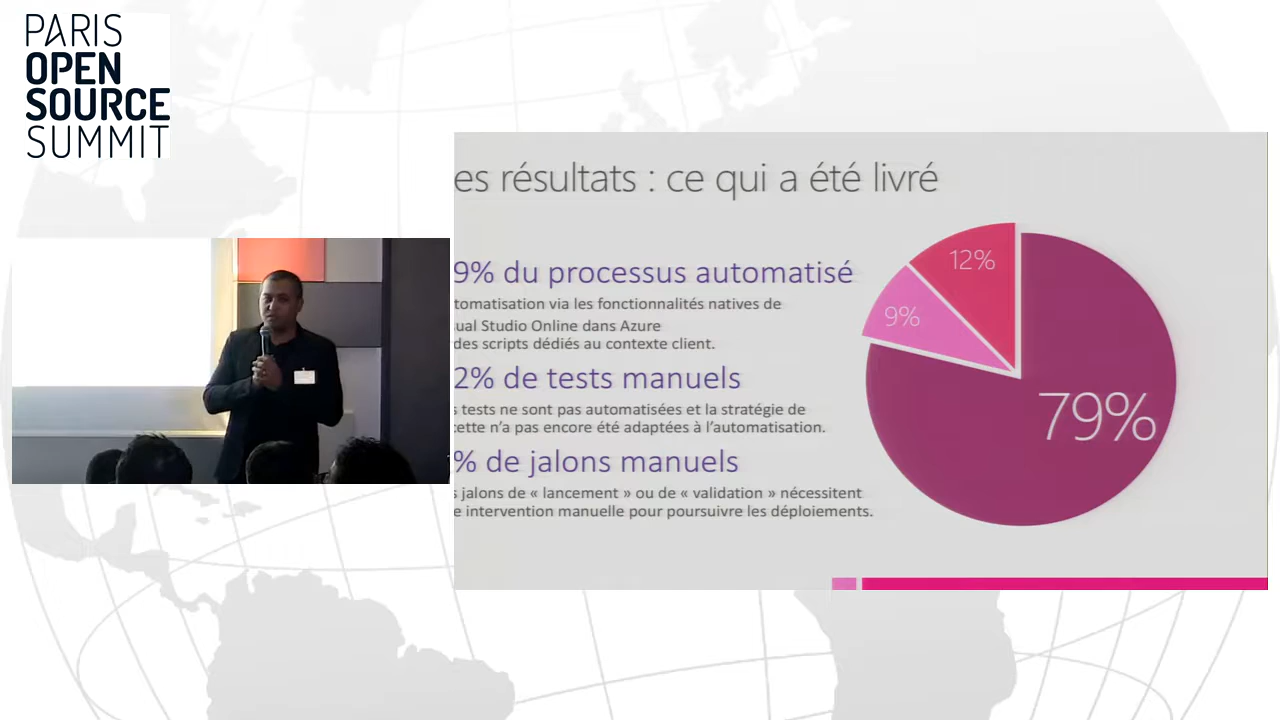 PARIS
OPEN
SOURCE
SUMMIT
es résultats : ce qui a été livré
9% du processus automatisé
tomatisation via les fonctionnalités natives de
ual Studio Online dans Azure
des scripts dédiés au contexte client.
2% de tests manuels
s tests ne sont pas automatisées et la stratégie de
cette n'a pas encore été adaptées à l'automatisation.
% de jalons manuels
s jalons de « lancement » ou de « validation » nécessitent
e intervention manuelle pour poursuivre les déploiements.
12%
9%
79%